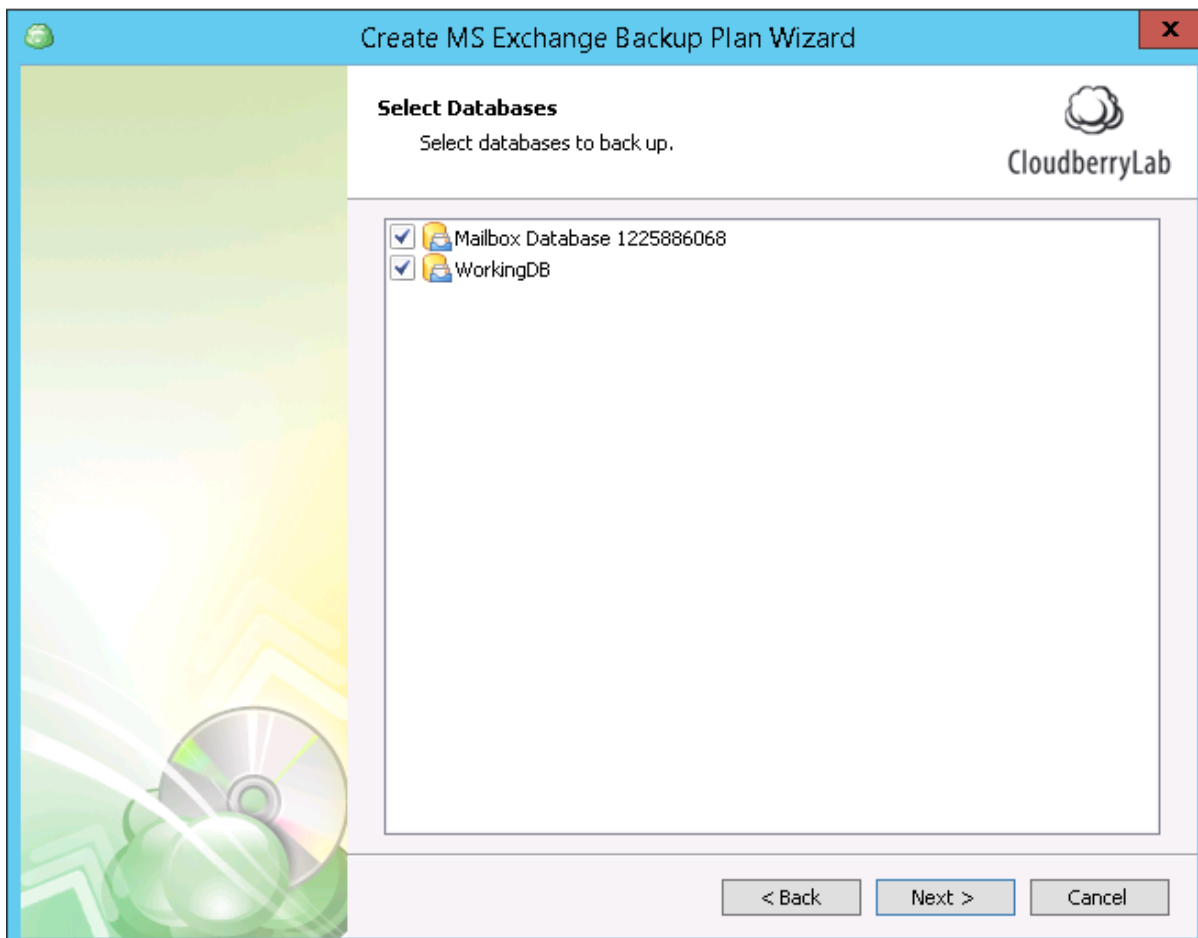 Create MS Exchange Backup Plan Wizard
x
Select Databases
Select databases to back up.
CloudberryLab
Mailbox Database 1225886068
WorkingDB
< Back
Next >
Cancel